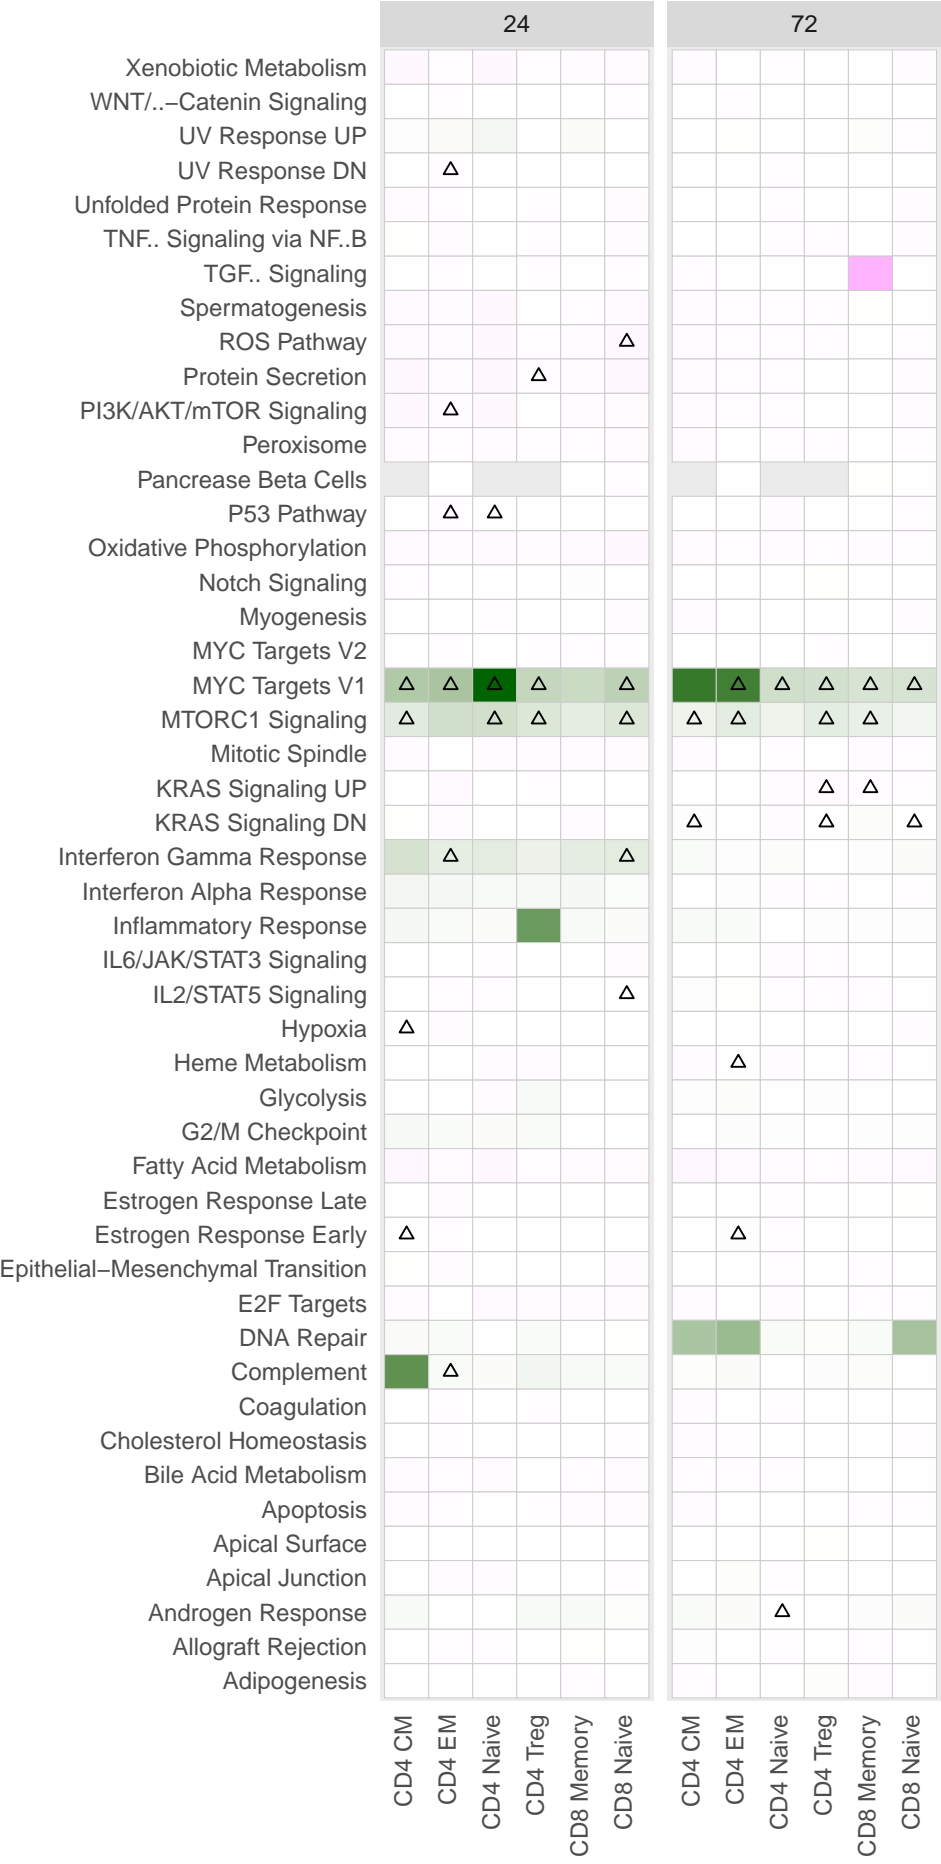 24 72
Xenobiotic Metabolism
WNT/..−Catenin Signaling
UV Response UP
UV Response DN
Unfolded Protein Response
TNF.. Signaling via NF..B
TGF.. Signaling
Spermatogenesis
ROS Pathway
Protein Secretion
PI3K/AKT/mTOR Signaling
Peroxisome
Pancrease Beta Cells
P53 Pathway
Oxidative Phosphorylation
Notch Signaling
Myogenesis
MYC Targets V2
MYC Targets V1
MTORC1 Signaling
Mitotic Spindle
KRAS Signaling UP
KRAS Signaling DN
Interferon Gamma Response
Interferon Alpha Response
Inflammatory Response
IL6/JAK/STAT3 Signaling
IL2/STAT5 Signaling
Hypoxia
Heme Metabolism
Glycolysis
G2/M Checkpoint
Fatty Acid Metabolism
Estrogen Response Late
Estrogen Response Early
Epithelial−Mesenchymal Transition
E2F Targets
DNA Repair
Complement
Coagulation
Cholesterol Homeostasis
Bile Acid Metabolism
Apoptosis
Apical Surface
Apical Junction
Androgen Response
Allograft Rejection
Adipogenesis
CD4 CM
CD4 EM
CD4 Naive
CD4 Treg
CD8 Memory
CD8 Naive
CD4 CM
CD4 EM
CD4 Naive
CD4 Treg
CD8 Memory
CD8 Naive